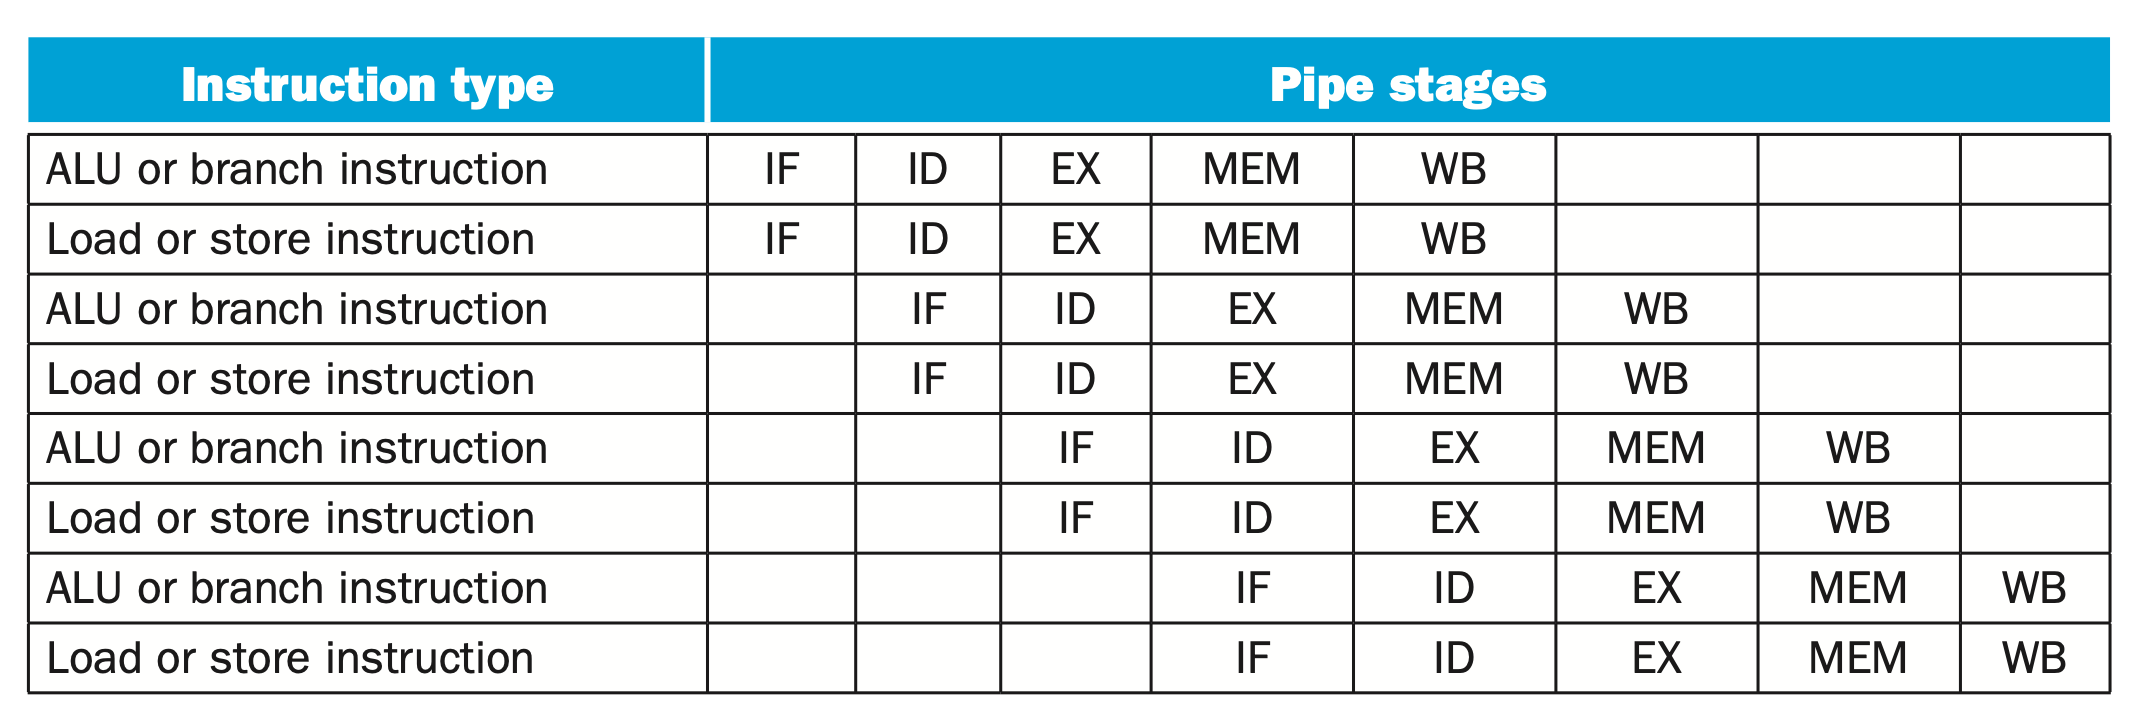 Instruction type Pipe stages
ALU or branch instruction IF ID EX MEM WB
Load or store instruction IF ID EX MEM WB
ALU or branch instruction IF ID EX MEM WB
Load or store instruction IF ID EX MEM WB
ALU or branch instruction IF ID EX MEM WB
Load or store instruction IF ID EX MEM WB
ALU or branch instruction IF ID EX MEM WB
Load or store instruction IF ID EX MEM WB